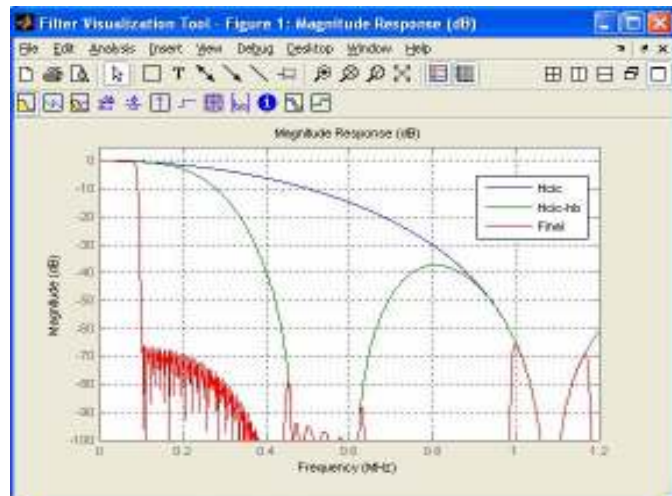 Filter Visualization Tool - Figure 1: Magnitude Response (dB)
File Edit Analysis Insert View Debug Desktop Window Help
Magnitude Response (dB)
0
-10
-20
-30
-40
-50
-60
-70
-80
-90
-100
Magnitude (dB)
Hcic
Hcic-hb
Final
0 0.2 0.4 0.6 0.8 1 1.2
Frequency (MHz)